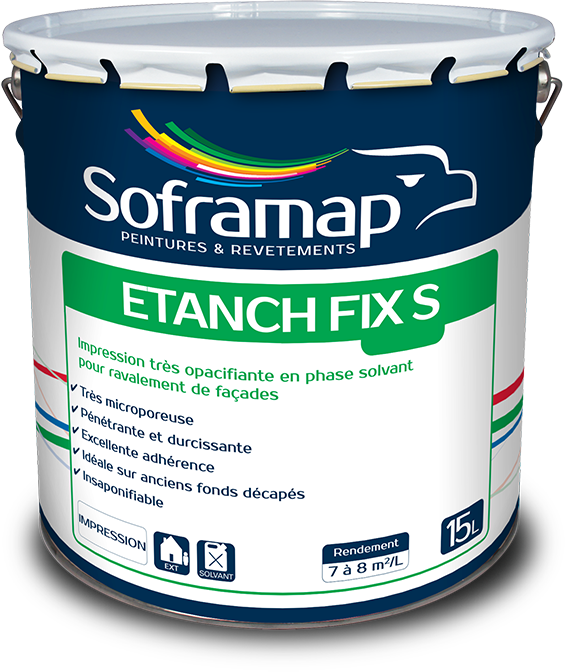 Soframap
PEINTURES & REVETEMENTS
ETANCH FIX S
Impression très opacifiante en phase solvant
pour ravalement de façades
✔ Très microporeuse
✔ Pénétrante et durcissante
✔ Excellente adhérence
✔ Idéale sur anciens fonds décapés
✔ Insaponifiable
IMPRESSION
EXT
SOLVANT
Rendement
7 à 8 m²/L
15L